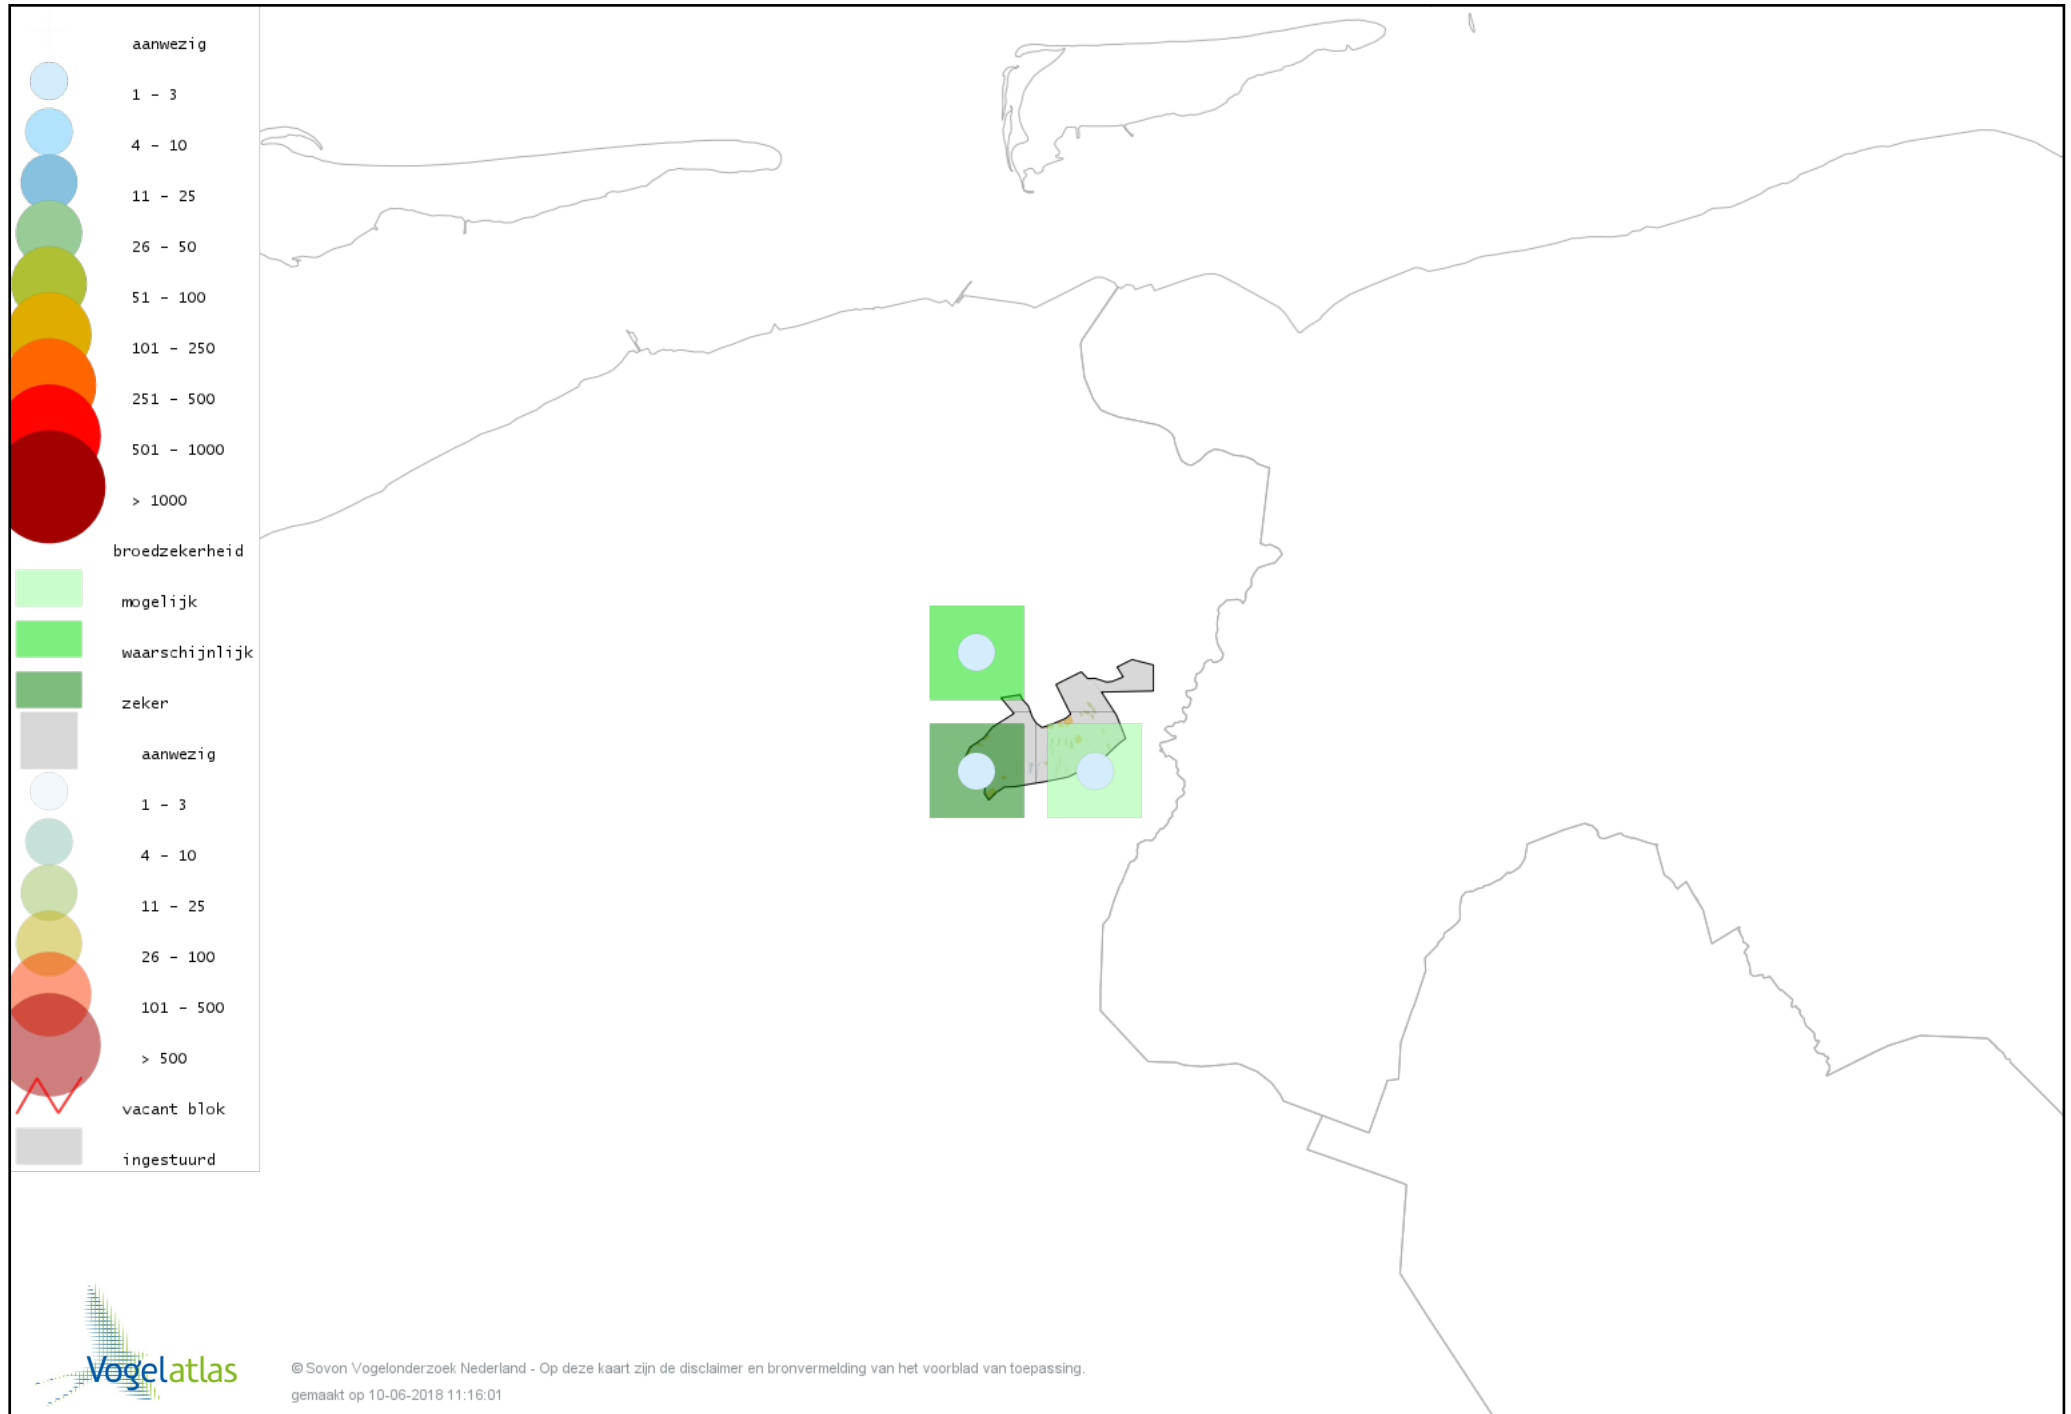 aanwezig
1 - 3
4 - 10
11 - 25
26 - 50
51 - 100
101 - 250
251 - 500
501 - 1000
> 1000
broedzekerheid
mogelijk
waarschijnlijk
zeker
aanwezig
1 - 3
4 - 10
11 - 25
26 - 100
101 - 500
> 500
vacant blok
ingestuurd
Vogelatlas
© Sovon Vogelonderzoek Nederland - Op deze kaart zijn de disclaimer en bronvermelding van het voorblad van toepassing.
gemaakt op 10-06-2018 11:16:01